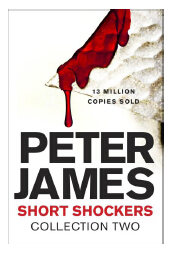 13 MILLION
COPIES SOLD
PETER
JAMES
SHORT SHOCKERS
COLLECTION TWO